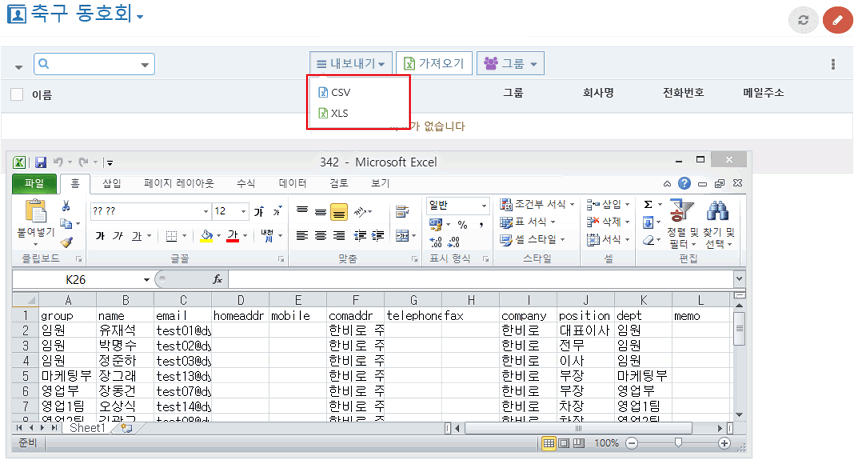 축구 동호회
내보내기 가져오기 그룹
이름 그룹 회사명 전화번호 메일주소
CSV
XLS
가 없습니다
342 - Microsoft Excel
파일 홈 삽입 페이지 레이아웃 수식 데이터 검토 보기
붙여넣기 ?? ?? 12 가 가 일반 조건부 서식 삽입 Σ
가 가 가 가 내천 % , 표 서식 삭제 정렬 및 필터 찾기 및 선택
셀 스타일 서식
클립보드 글꼴 맞춤 표시 형식 스타일 셀 편집
K26 fx
A B C D E F G H I J K L
1 group name email homeaddr mobile comaddr telephone fax company position dept memo
2 임원 유재석 test01@dy 한비로 주 한비로 대표이사 임원
3 임원 박명수 test02@dy 한비로 주 한비로 전무 임원
4 임원 정준하 test03@dy 한비로 주 한비로 이사 임원
5 마케팅부 장그래 test13@dy 한비로 주 한비로 부장 마케팅부
6 영업부 장동건 test07@dy 한비로 주 한비로 부장 영업부
7 영업1팀 오상식 test14@dy 한비로 주 한비로 차장 영업1팀
Sheet1
준비 100%